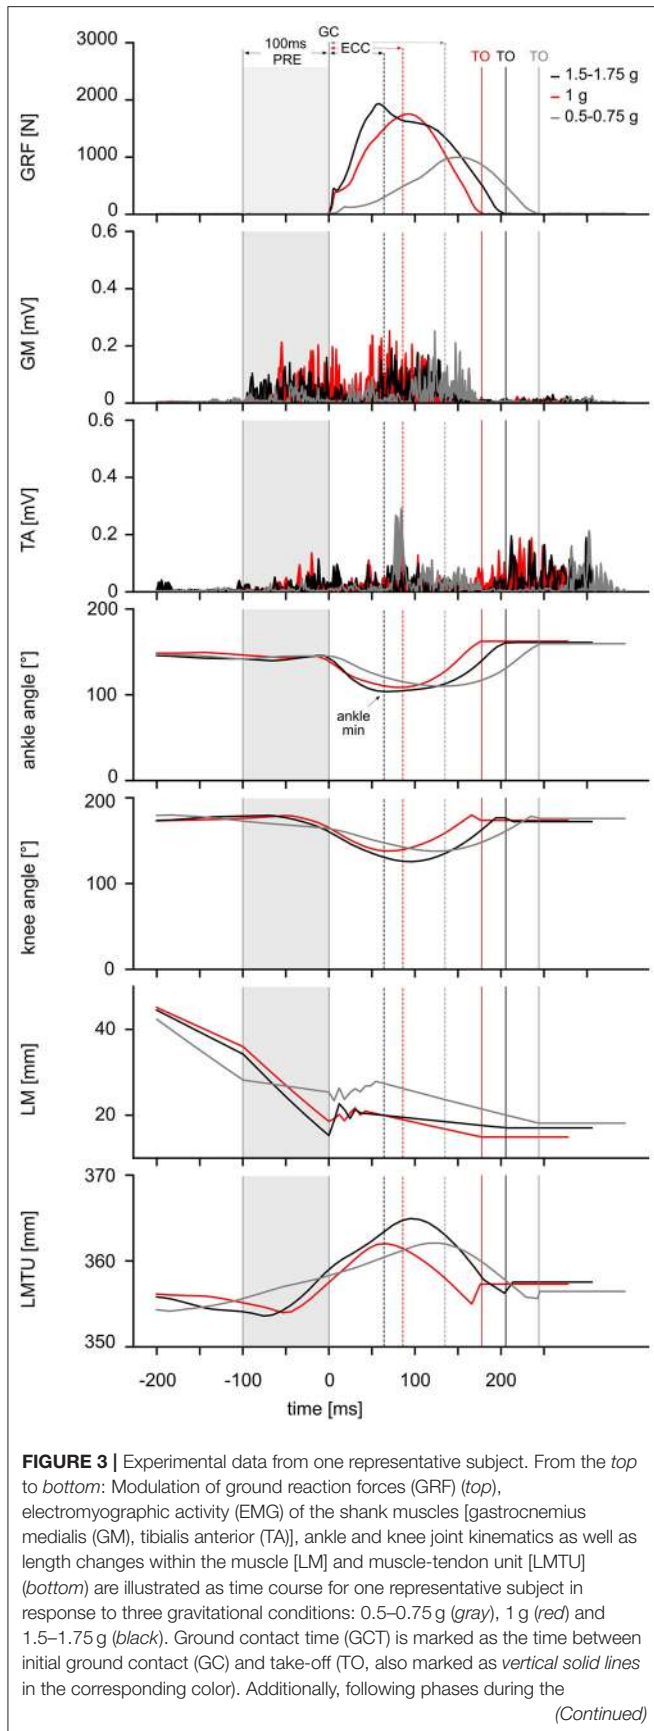 GC
100ms
PRE
ECC
TO TO TO
1.5-1.75 g
1 g
0.5-0.75 g
3000
2000
1000
0
GRF [N]
0.6
0.4
0.2
0
GM [mV]
0.6
0.4
0.2
0
TA [mV]
200
100
0
ankle angle [°]
ankle
min
200
100
0
knee angle [°]
40
20
LM [mm]
370
360
350
LMTU [mm]
-200 -100 0 100 200
time [ms]
FIGURE 3 | Experimental data from one representative subject. From the top
to bottom: Modulation of ground reaction forces (GRF) (top),
electromyographic activity (EMG) of the shank muscles [gastrocnemius
medialis (GM), tibialis anterior (TA)], ankle and knee joint kinematics as well as
length changes within the muscle [LM] and muscle-tendon unit [LMTU]
(bottom) are illustrated as time course for one representative subject in
response to three gravitational conditions: 0.5–0.75 g (gray), 1 g (red) and
1.5–1.75 g (black). Ground contact time (GCT) is marked as the time between
initial ground contact (GC) and take-off (TO, also marked as vertical solid lines
in the corresponding color). Additionally, following phases during the
(Continued)